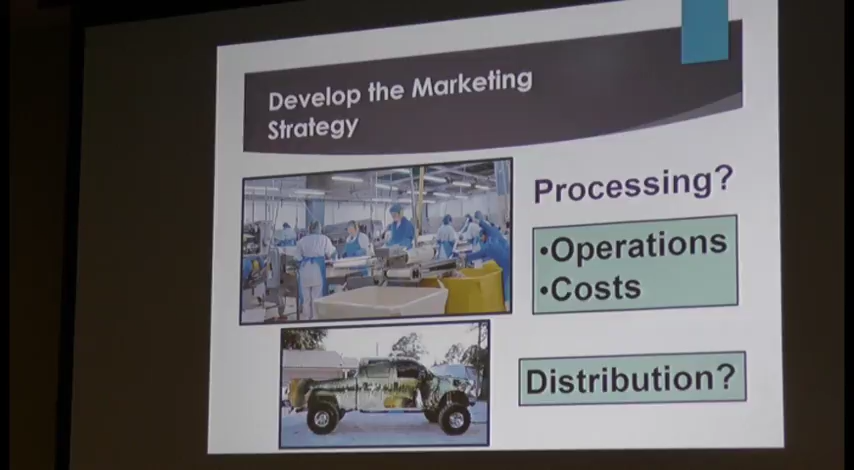 Develop the Marketing
Strategy
Processing?
•Operations
•Costs
Distribution?